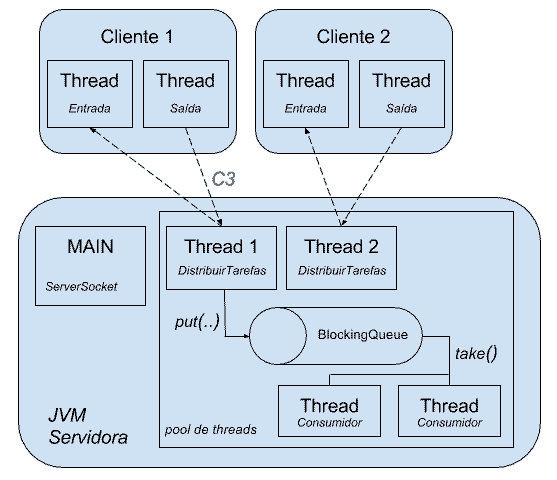 Cliente 1
Thread
Entrada
Thread
Saída
Cliente 2
Thread
Entrada
Thread
Saída
C3
MAIN
ServerSocket
Thread 1
DistribuirTarefas
Thread 2
DistribuirTarefas
put(..)
BlockingQueue
take()
Thread
Consumidor
Thread
Consumidor
JVM
Servidora
pool de threads